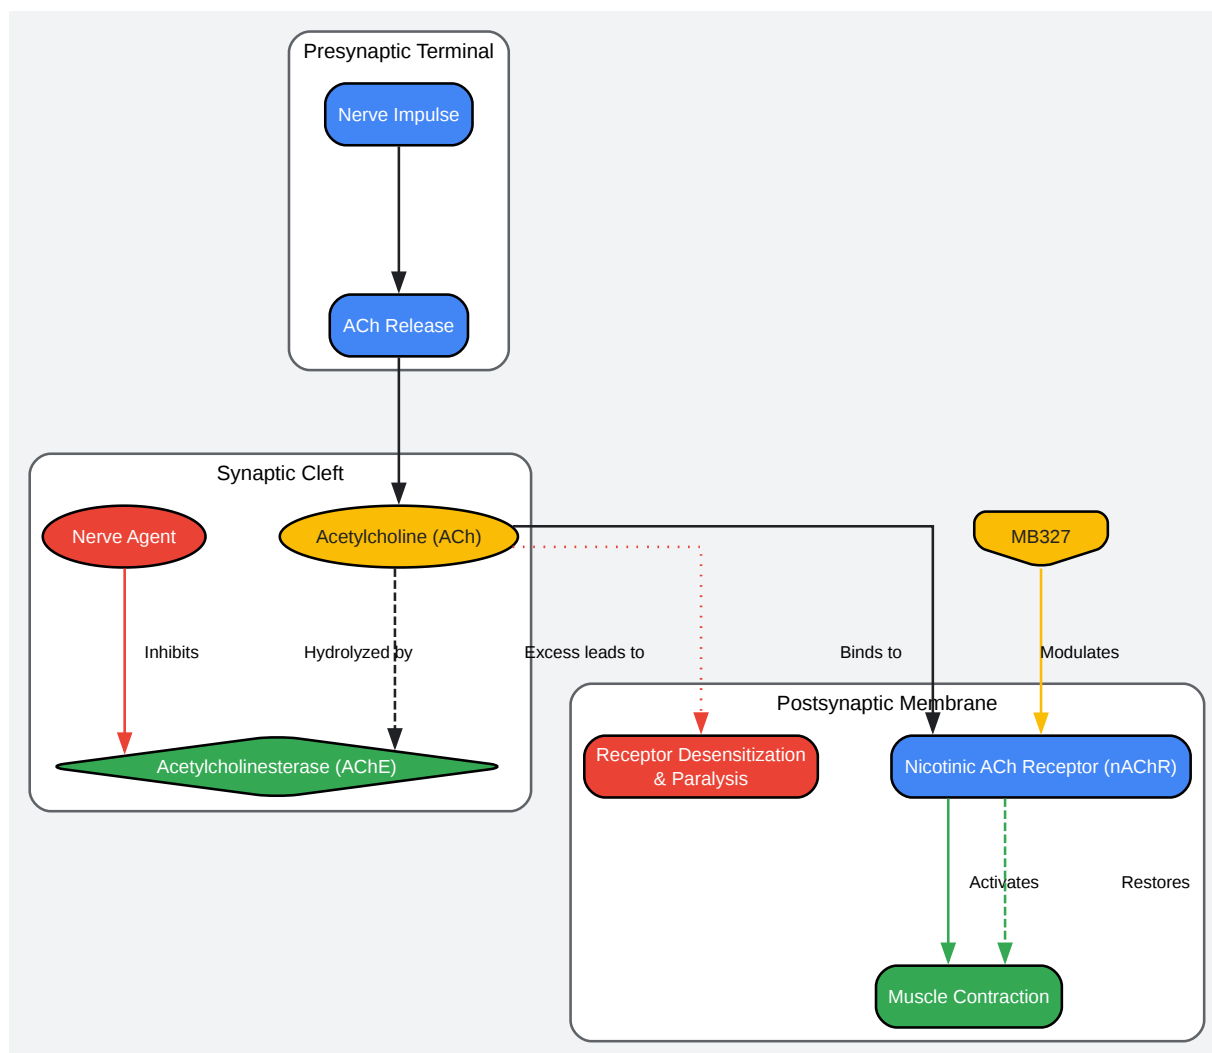 Presynaptic Terminal
Nerve Impulse
ACh Release
Synaptic Cleft
Nerve Agent
Acetylcholine (ACh)
MB327
Inhibits
Hydrolyzed by
Excess leads to
Binds to
Modulates
Postsynaptic Membrane
Acetylcholinesterase (AChE)
Receptor Desensitization
& Paralysis
Nicotinic ACh Receptor (nAChR)
Activates
Restores
Muscle Contraction